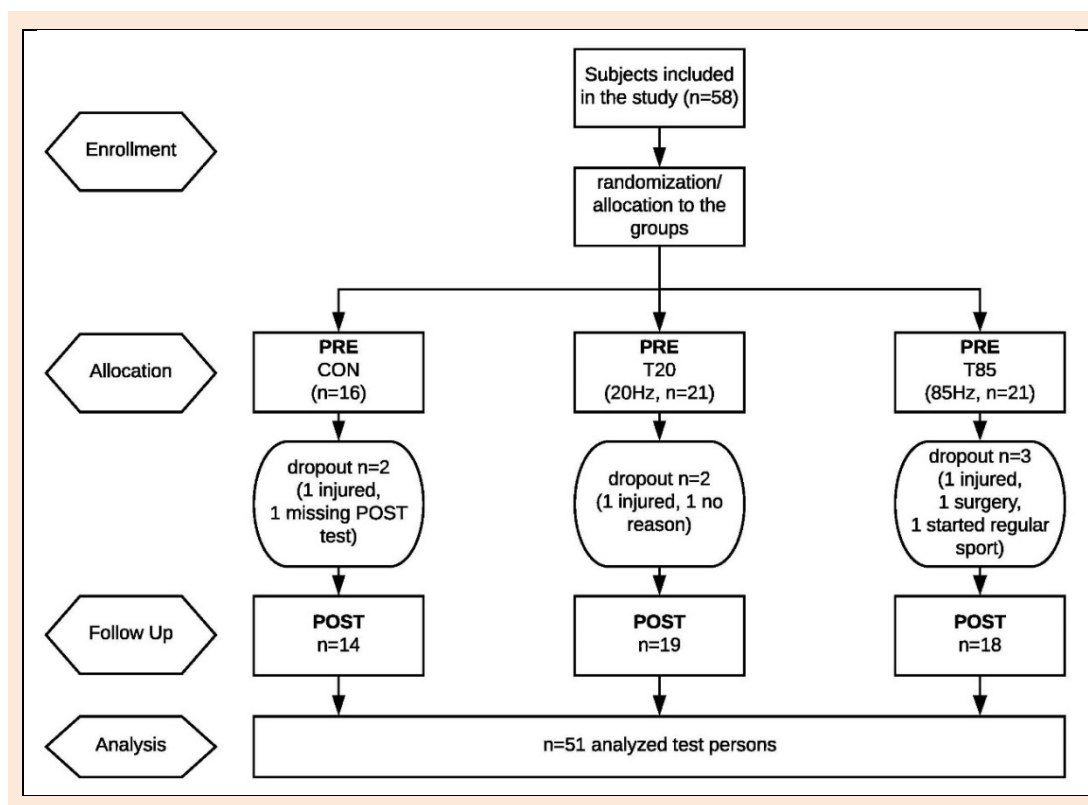 Subjects included
in the study (n=58)
Enrollment
randomization/
allocation to the
groups
Allocation
PRE
CON
(n=16)
PRE
T20
(20Hz, n=21)
PRE
T85
(85Hz, n=21)
dropout n=2
(1 injured,
1 missing POST
test)
dropout n=2
(1 injured, 1 no
reason)
dropout n=3
(1 injured,
1 surgery,
1 started regular
sport)
Follow Up
POST
n=14
POST
n=19
POST
n=18
Analysis
n=51 analyzed test persons